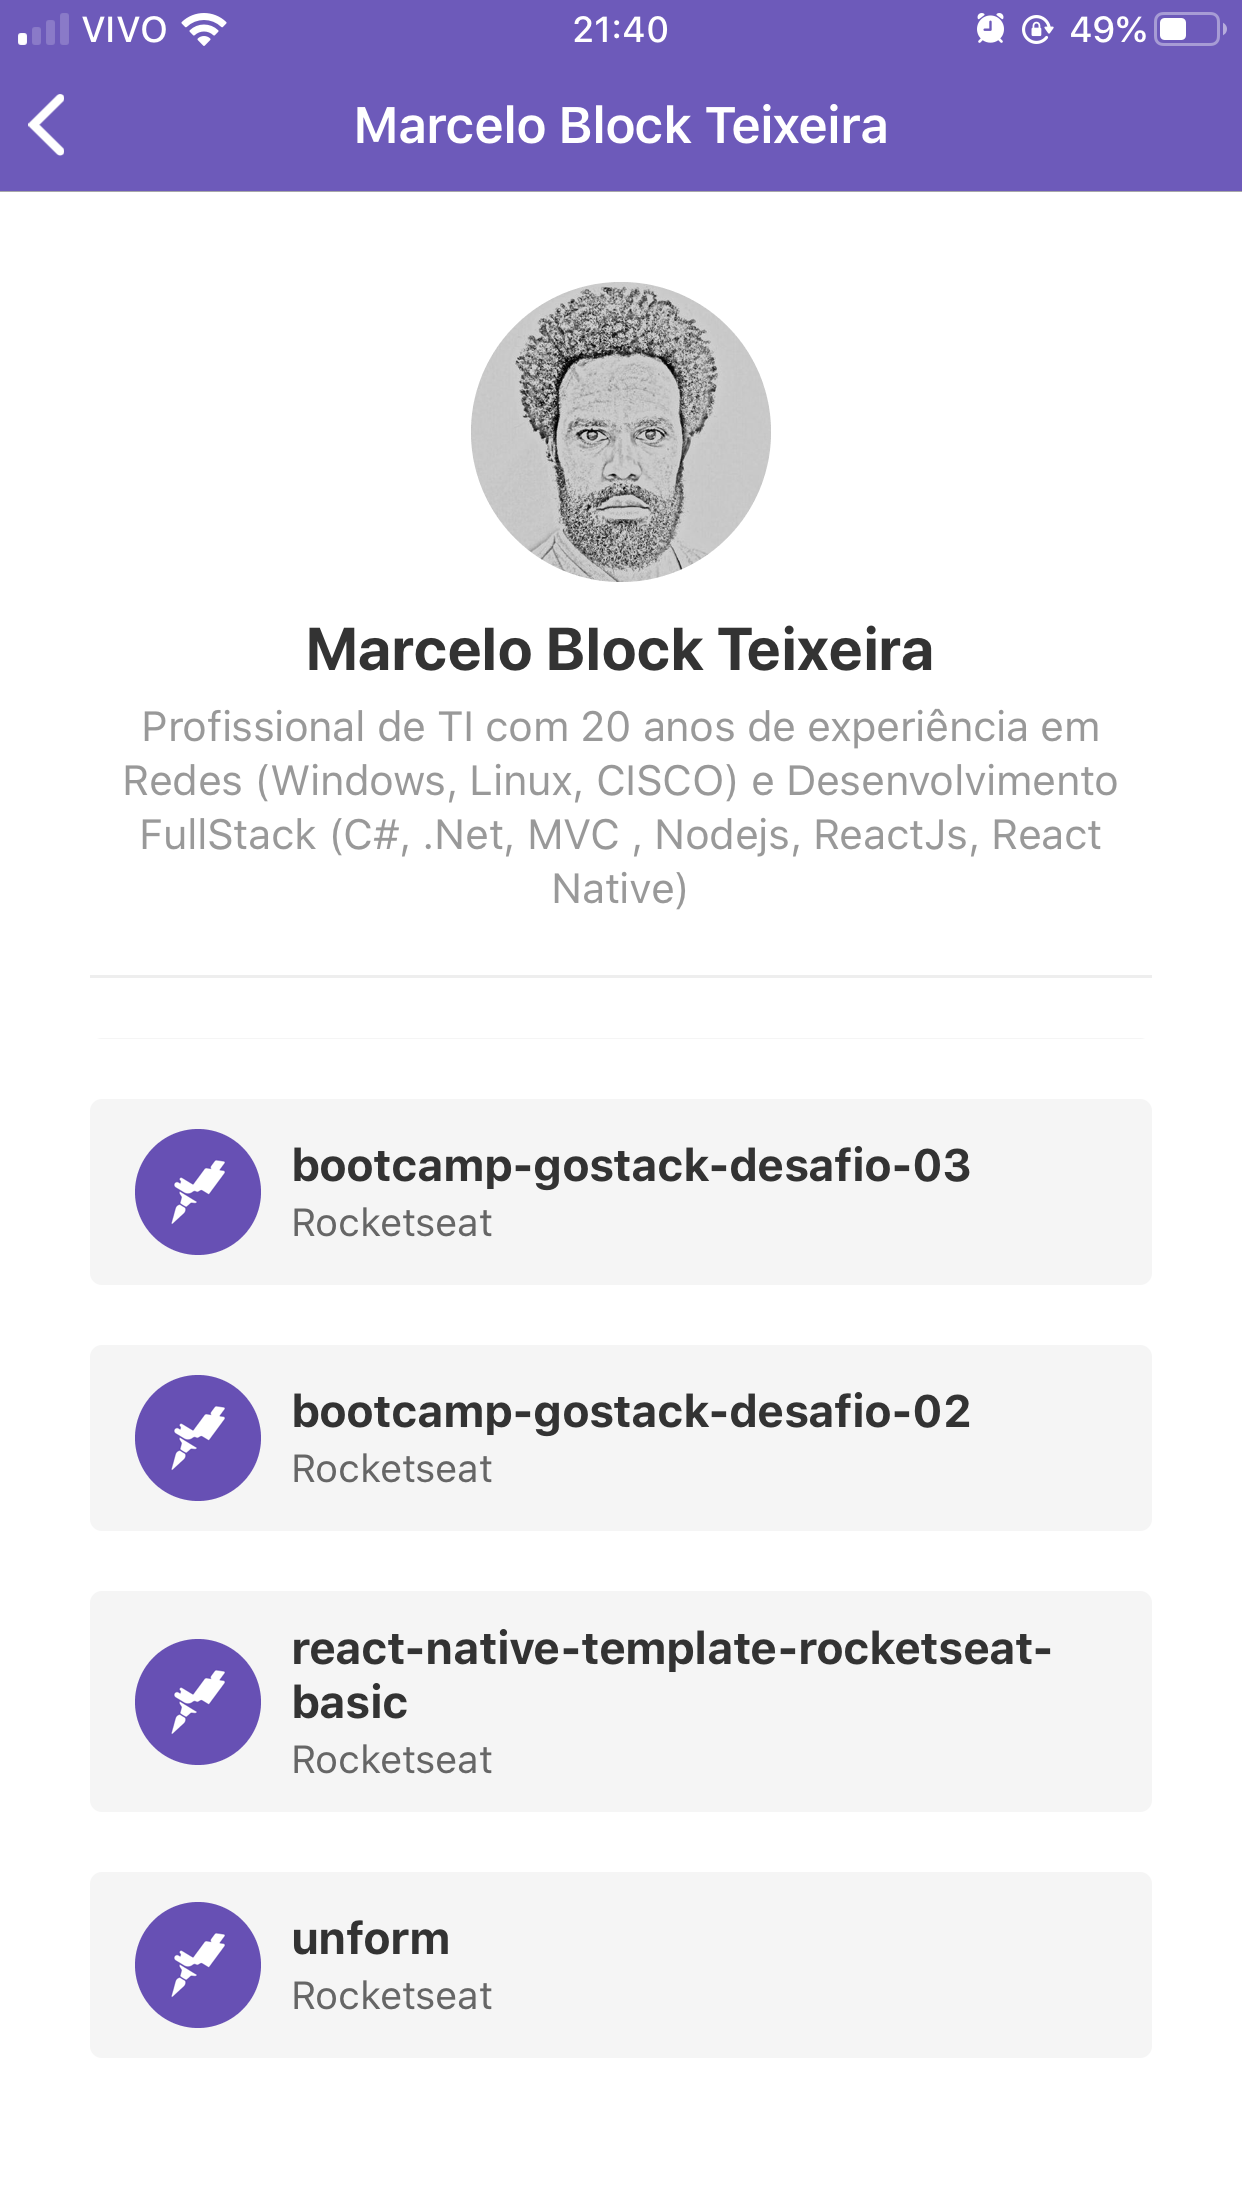 VIVO 21:40 49%
Marcelo Block Teixeira
Marcelo Block Teixeira
Profissional de TI com 20 anos de experiência em
Redes (Windows, Linux, CISCO) e Desenvolvimento
FullStack (C#, .Net, MVC , Nodejs, ReactJs, React
Native)
bootcamp-gostack-desafio-03
Rocketseat
bootcamp-gostack-desafio-02
Rocketseat
react-native-template-rocketseat-
basic
Rocketseat
unform
Rocketseat